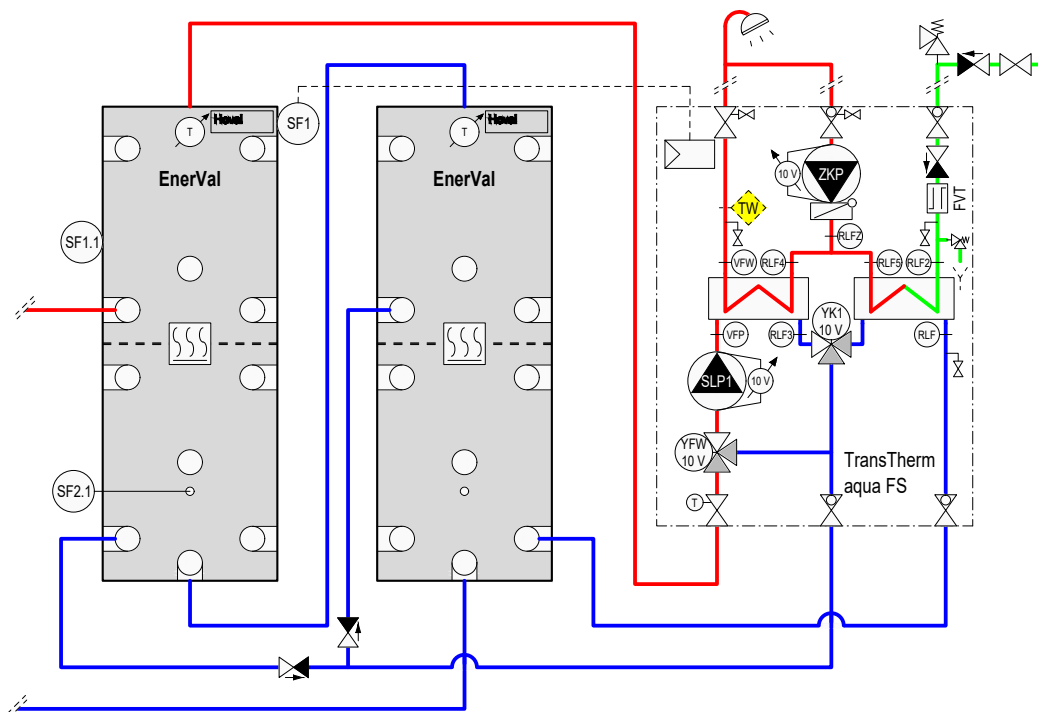 Hoval
SF1
T
EnerVal
Hoval
T
EnerVal
ZKP
10 V
FVT
SF1.1
TW
RLFZ
VFW
RLF4
RLF5
RLF2
YK1
10 V
VFP
RLF3
RLF
SLP1
10 V
YFW
10 V
TransTherm
aqua FS
SF2.1
T